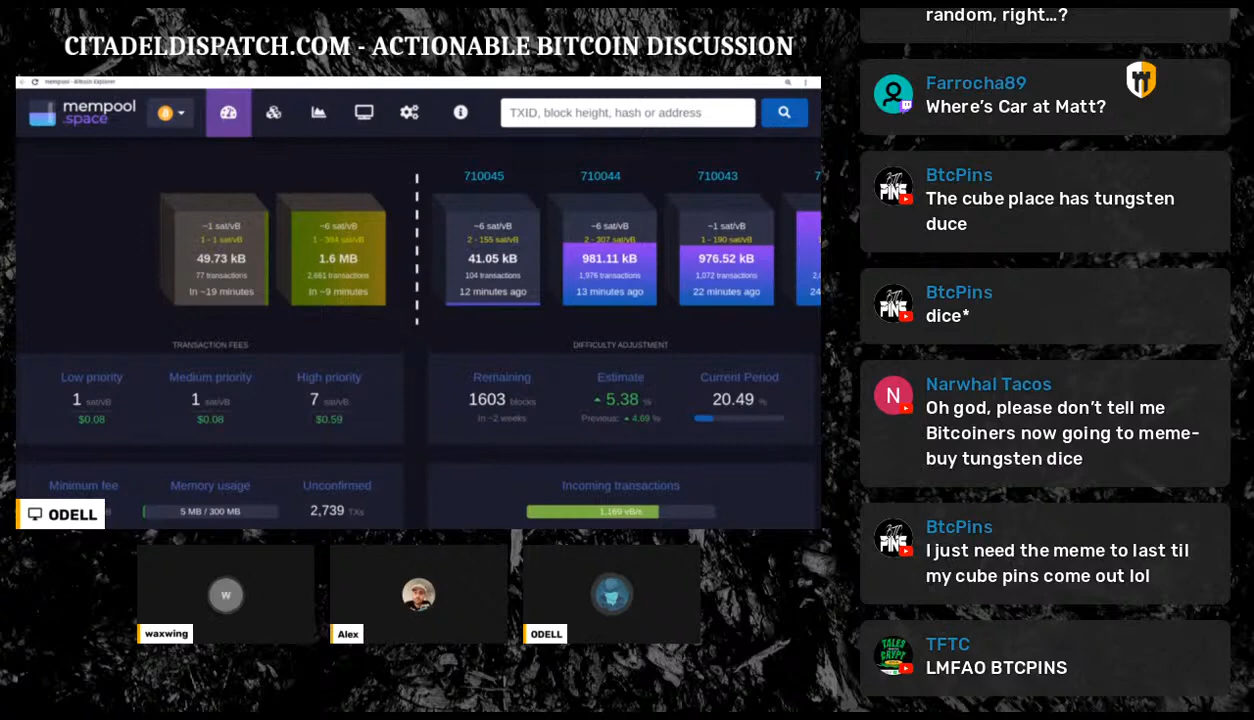 CITADELDISPATCH.COM - ACTIONABLE BITCOIN DISCUSSION
mempool - Bitcoin Explorer
mempool
.space
TXID, block height, hash or address
710045
710044
710043
~1 sat/vB
1 - 1 sat/vB
49.73 kB
77 transactions
In ~19 minutes
~6 sat/vB
1 - 394 sat/vB
1.6 MB
2,661 transactions
In ~9 minutes
~6 sat/vB
2 - 155 sat/vB
41.05 kB
104 transactions
12 minutes ago
~6 sat/vB
2 - 307 sat/vB
981.11 kB
1,976 transactions
13 minutes ago
~1 sat/vB
1 - 190 sat/vB
976.52 kB
1,072 transactions
22 minutes ago
TRANSACTION FEES
Low priority
1 sat/vB
$0.08
Medium priority
1 sat/vB
$0.08
High priority
7 sat/vB
$0.59
DIFFICULTY ADJUSTMENT
Remaining
1603 blocks
In ~2 weeks
Estimate
5.38 %
Previous: 4.69 %
Current Period
20.49 %
Minimum fee
Memory usage
5 MB / 300 MB
Unconfirmed
2,739 TXs
Incoming transactions
1,169 vB/s
ODELL
W
waxwing
Alex
ODELL
random, right…?
Farrocha89
Where’s Car at Matt?
BtcPins
The cube place has tungsten
duce
BtcPins
dice*
N
Narwhal Tacos
Oh god, please don’t tell me
Bitcoiners now going to meme-
buy tungsten dice
BtcPins
I just need the meme to last til
my cube pins come out lol
TFTC
LMFAO BTCPINS